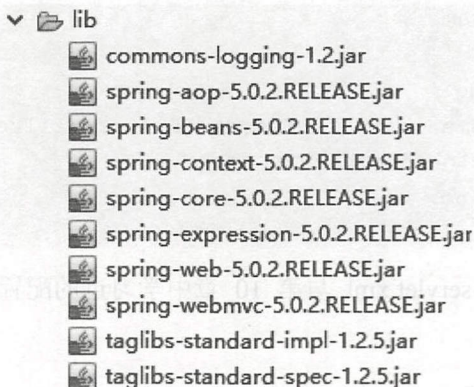 lib
commons-logging-1.2.jar
spring-aop-5.0.2.RELEASE.jar
spring-beans-5.0.2.RELEASE.jar
spring-context-5.0.2.RELEASE.jar
spring-core-5.0.2.RELEASE.jar
spring-expression-5.0.2.RELEASE.jar
spring-web-5.0.2.RELEASE.jar
spring-webmvc-5.0.2.RELEASE.jar
taglibs-standard-impl-1.2.5.jar
taglibs-standard-spec-1.2.5.jar